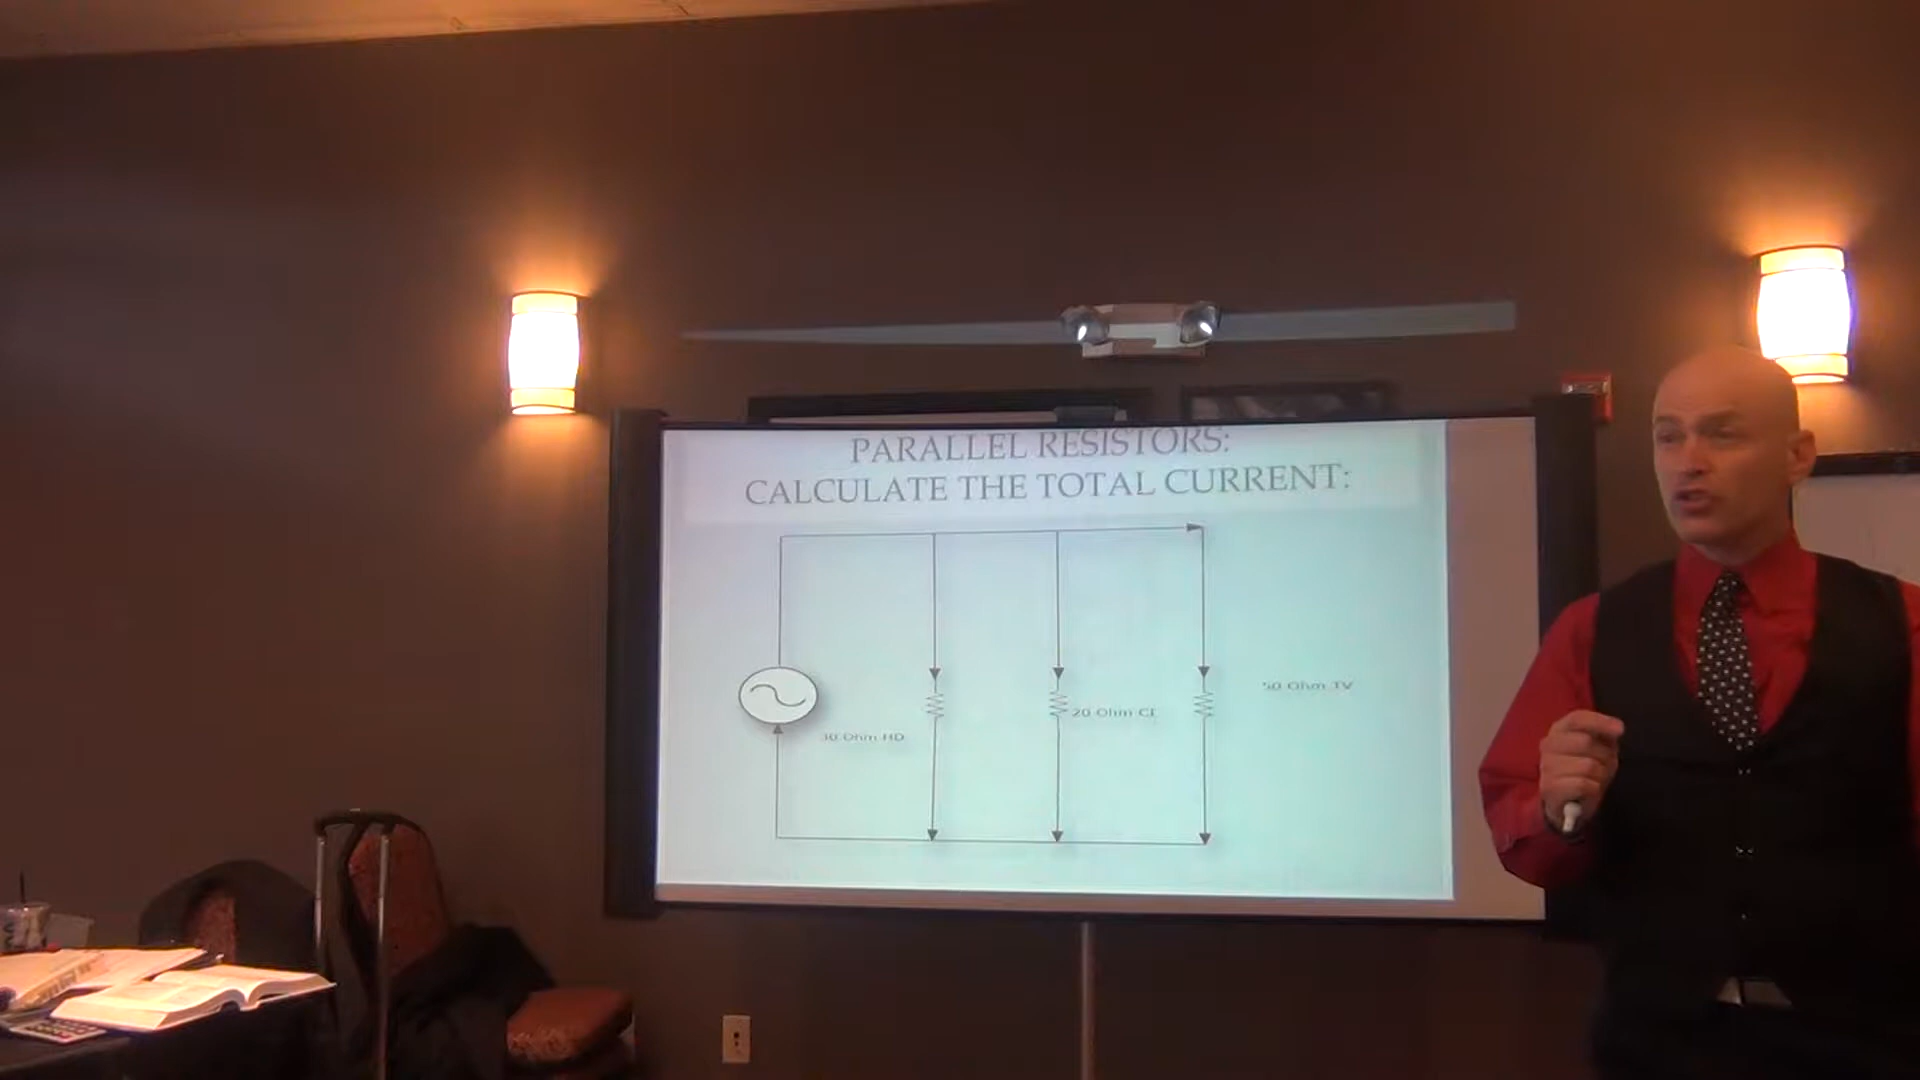 PARALLEL RESISTORS:
CALCULATE THE TOTAL CURRENT:
50 Ohm TV
20 Ohm CI
30 Ohm HD